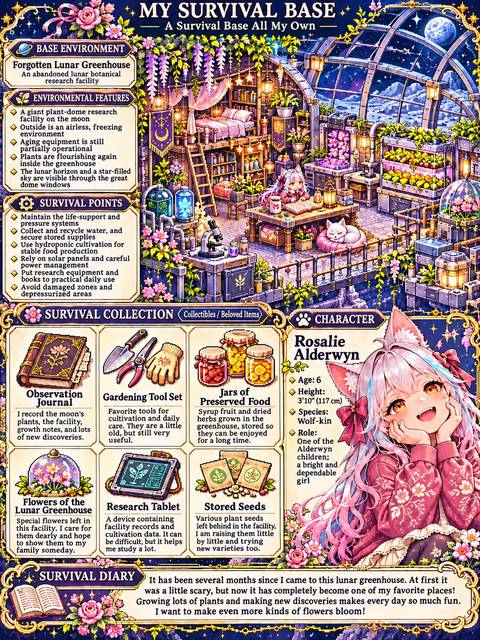 MY SURVIVAL BASE
A Survival Base All My Own
BASE ENVIRONMENT
Forgotten Lunar Greenhouse
An abandoned lunar botanical
research facility
ENVIRONMENTAL FEATURES
A giant plant-dome research
facility on the moon
Outside is an airless, freezing
environment
Aging equipment is still
partially operational
Plants are flourishing again
inside the greenhouse
The lunar horizon and a star-filled
sky are visible through the great
dome windows
SURVIVAL POINTS
Maintain the life-support and
pressure systems
Collect and recycle water, and
secure stored supplies
Use hydroponic cultivation for
stable food production
Rely on solar panels and careful
power management
Put research equipment and
books to practical daily use
Avoid damaged zones and
depressurized areas
SURVIVAL COLLECTION
Collectibles / Beloved Items
Observation
Journal
I record the moon's
plants, the facility,
growth notes, and lots
of new discoveries.
Gardening Tool Set
Favorite tools for
cultivation and daily
care. They are a little
old, but still very
useful.
Jars of
Preserved Food
Syrup fruit and dried
herbs grown in the
greenhouse, stored so
they can be enjoyed
for a long time.
Flowers of the
Lunar Greenhouse
Special flowers left in
this facility. I care for
them dearly and hope
to show them to my
family someday.
Research Tablet
A device containing
facility records and
cultivation data. It can
be difficult, but it helps
me study a lot.
Stored Seeds
Various plant seeds
left behind in the facility.
I am raising them little
by little and trying
new varieties too.
CHARACTER
Rosalie
Alderwyn
Age: 6
Height:
3'10" (117 cm)
Species:
Wolf-kin
Role:
One of the
Alderwyn
children;
a bright and
dependable
girl
SURVIVAL DIARY
It has been several months since I came to this lunar greenhouse. At first it
was a little scary, but now it has completely become one of my favorite places!
Growing lots of plants and making new discoveries makes every day so much fun.
I want to make even more kinds of flowers bloom!